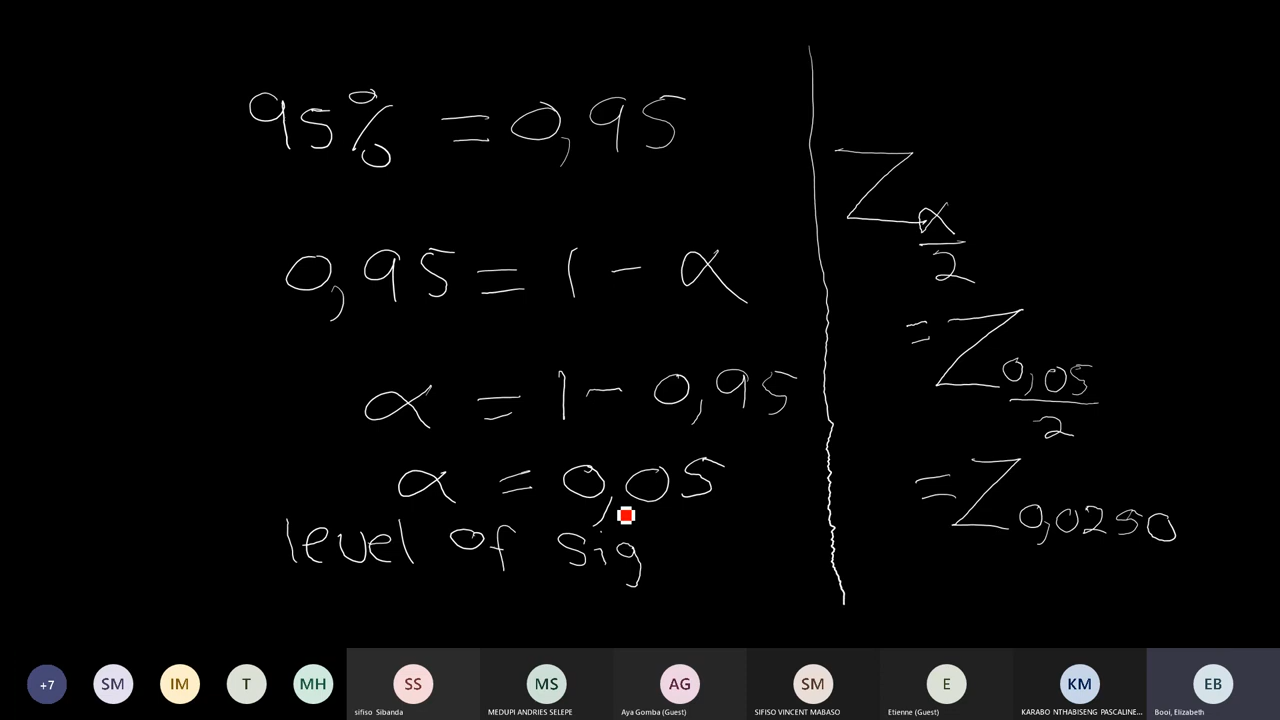 95% = 0,95
0,95 = 1 - α
α = 1 - 0,95
α = 0,05
level of sig
Z α/2
= Z 0,05/2
= Z 0,0250
+7
SM
IM
T
MH
SS
sifiso Sibanda
MS
MEDUPI ANDRIES SELEPE
AG
Aya Gomba (Guest)
SM
SIFISO VINCENT MABASO
E
Etienne (Guest)
KM
KARABO NTHABISENG PASCALINE...
EB
Booi, Elizabeth